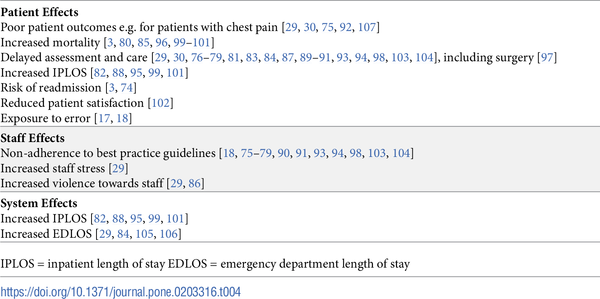 Patient Effects
Poor patient outcomes e.g. for patients with chest pain [29, 30, 75, 92, 107]
Increased mortality [3, 80, 85, 96, 99–101]
Delayed assessment and care [29, 30, 76–79, 81, 83, 84, 87, 89–91, 93, 94, 98, 103, 104], including surgery [97]
Increased IPLOS [82, 88, 95, 99, 101]
Risk of readmission [3, 74]
Reduced patient satisfaction [102]
Exposure to error [17, 18]
Staff Effects
Non-adherence to best practice guidelines [18, 75–79, 90, 91, 93, 94, 98, 103, 104]
Increased staff stress [29]
Increased violence towards staff [29, 86]
System Effects
Increased IPLOS [82, 88, 95, 99, 101]
Increased EDLOS [29, 84, 105, 106]
IPLOS = inpatient length of stay EDLOS = emergency department length of stay
https://doi.org/10.1371/journal.pone.0203316.t004